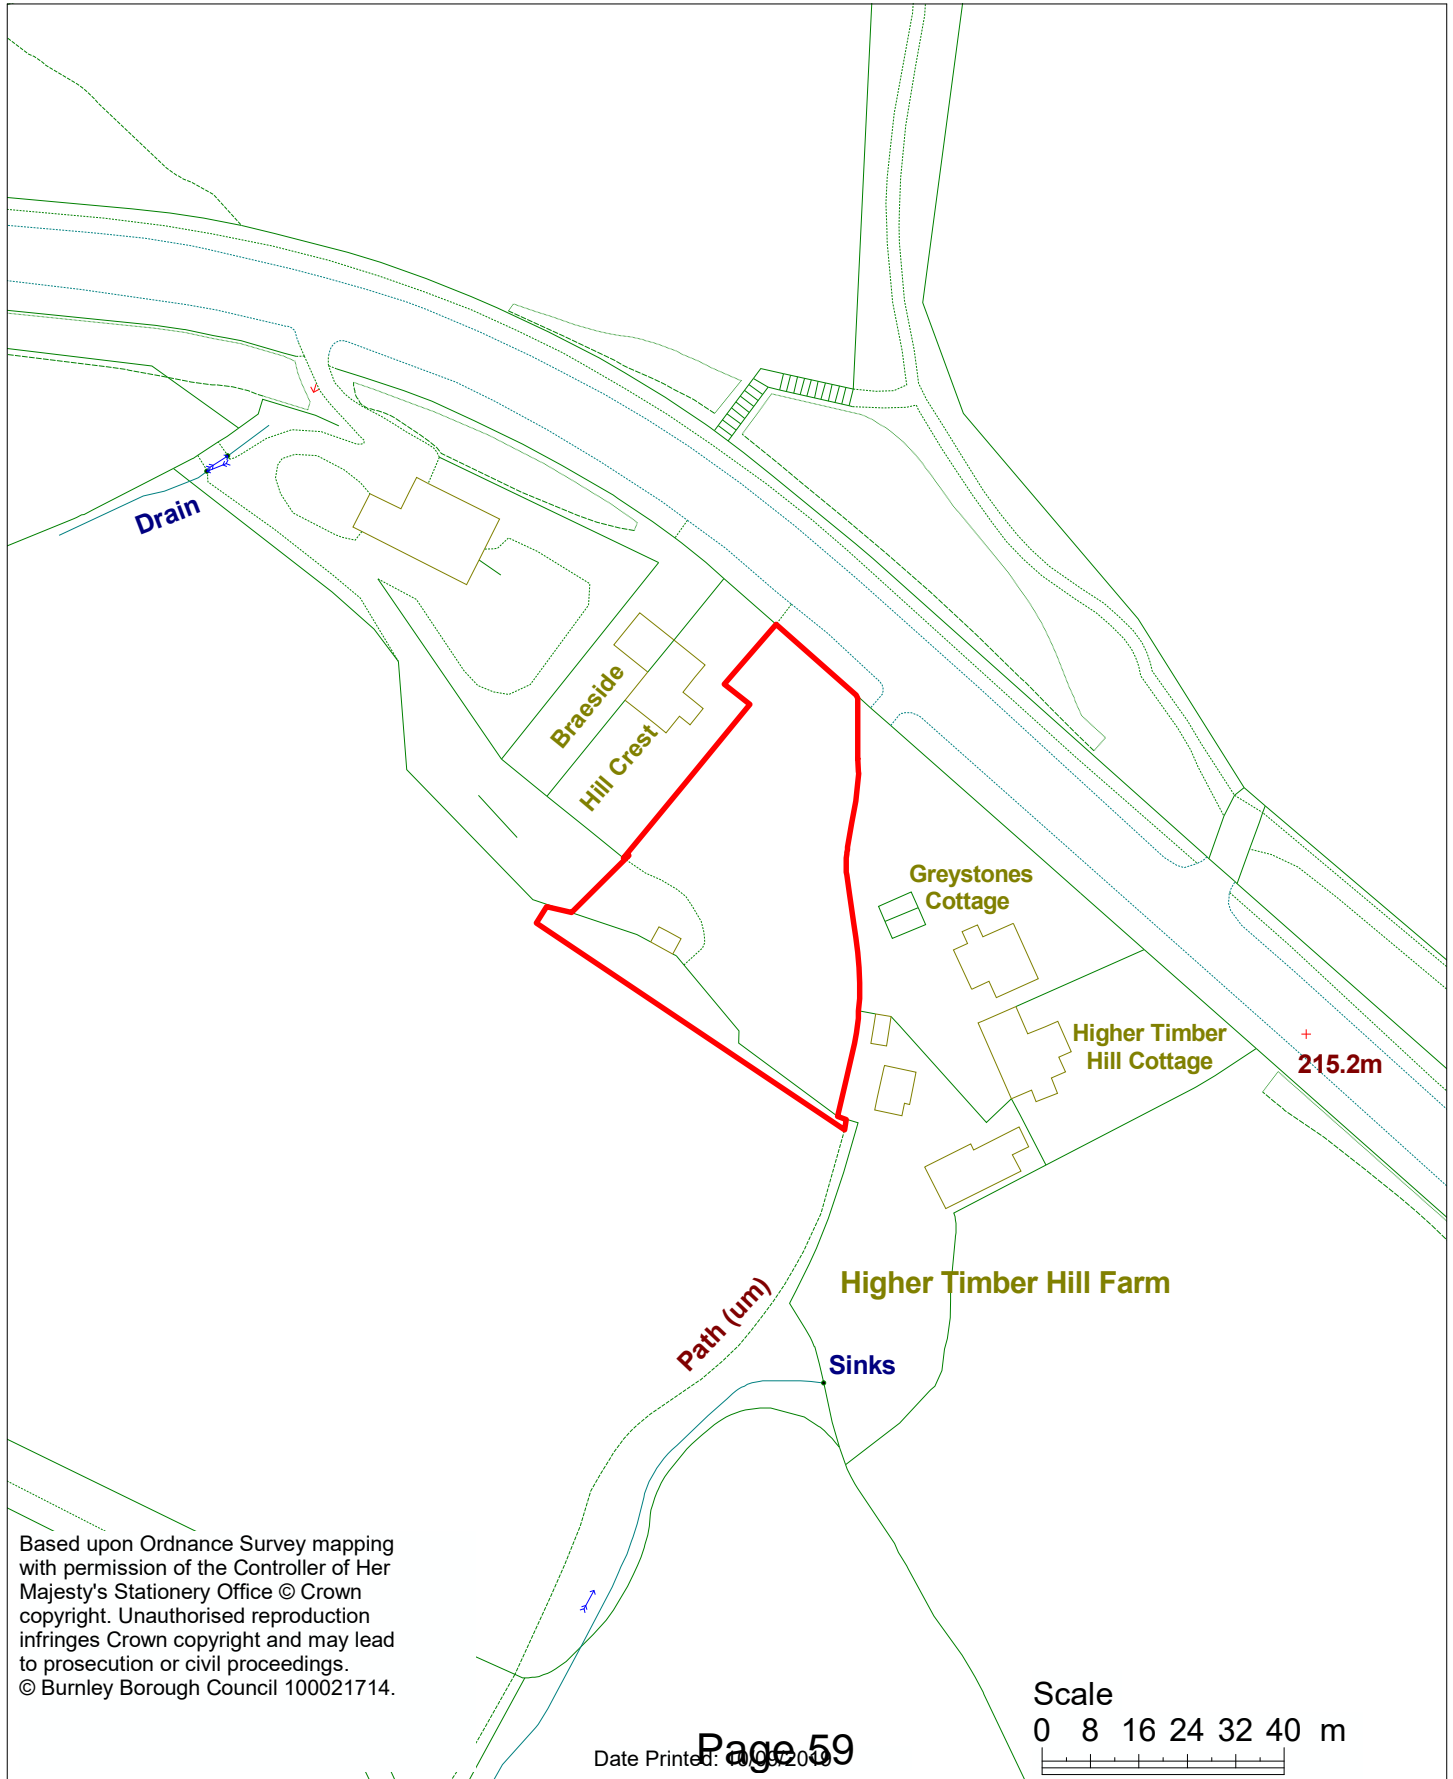 Drain
Braeside
Hill Crest
Greystones
Cottage
Higher Timber
Hill Cottage
215.2m
Higher Timber Hill Farm
Path (um)
Sinks
Based upon Ordnance Survey mapping
with permission of the Controller of Her
Majesty's Stationery Office © Crown
copyright. Unauthorised reproduction
infringes Crown copyright and may lead
to prosecution or civil proceedings.
© Burnley Borough Council 100021714.
Scale
0 8 16 24 32 40 m
Page 59
Date Printed: 10/09/2019